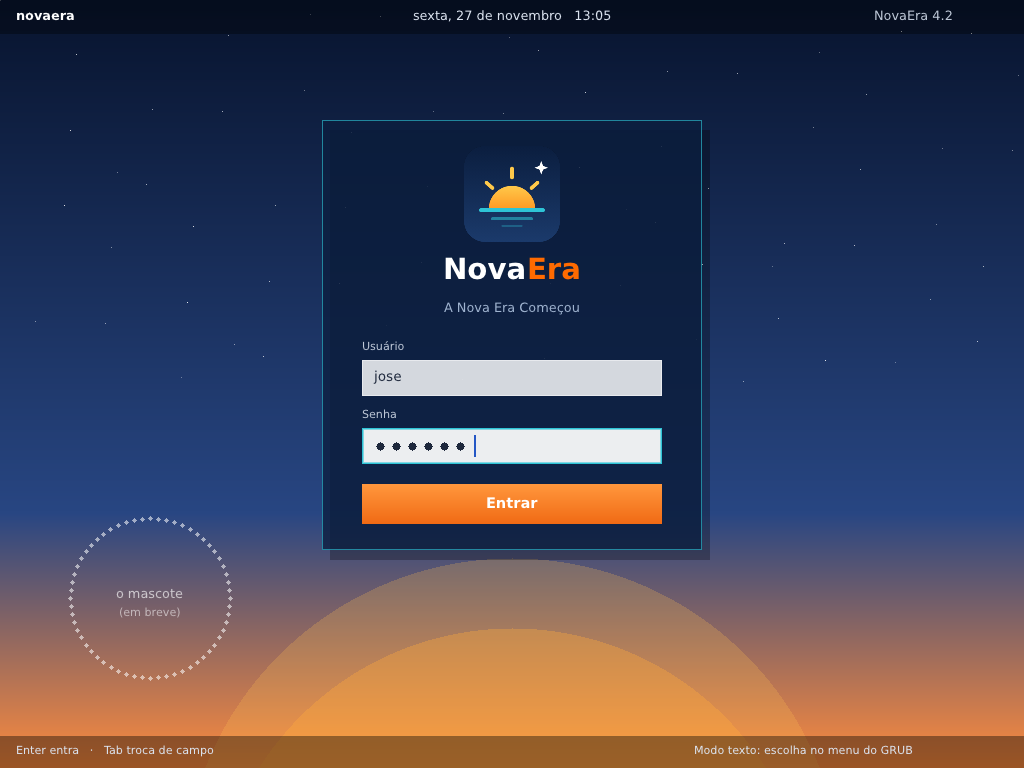 novaera
sexta, 27 de novembro 13:05
NovaEra 4.2
NovaEra
A Nova Era Começou
Usuário
jose
Senha
Entrar
o mascote
(em breve)
Enter entra · Tab troca de campo
Modo texto: escolha no menu do GRUB